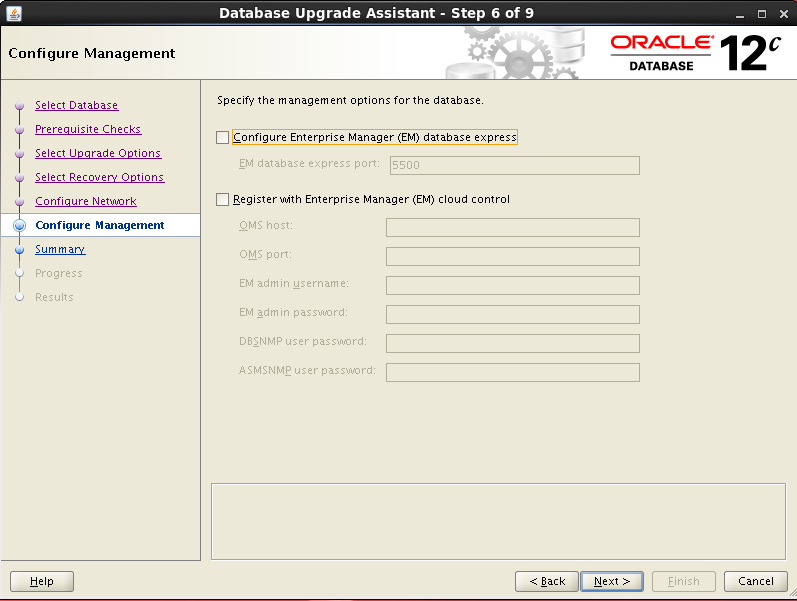 Database Upgrade Assistant - Step 6 of 9
Configure Management
ORACLE®
DATABASE
12c
Select Database
Prerequisite Checks
Select Upgrade Options
Select Recovery Options
Configure Network
Configure Management
Summary
Progress
Results
Specify the management options for the database.
Configure Enterprise Manager (EM) database express
EM database express port: 5500
Register with Enterprise Manager (EM) cloud control
OMS host:
OMS port:
EM admin username:
EM admin password:
DBSNMP user password:
ASMSNMP user password:
Help
< Back
Next >
Finish
Cancel